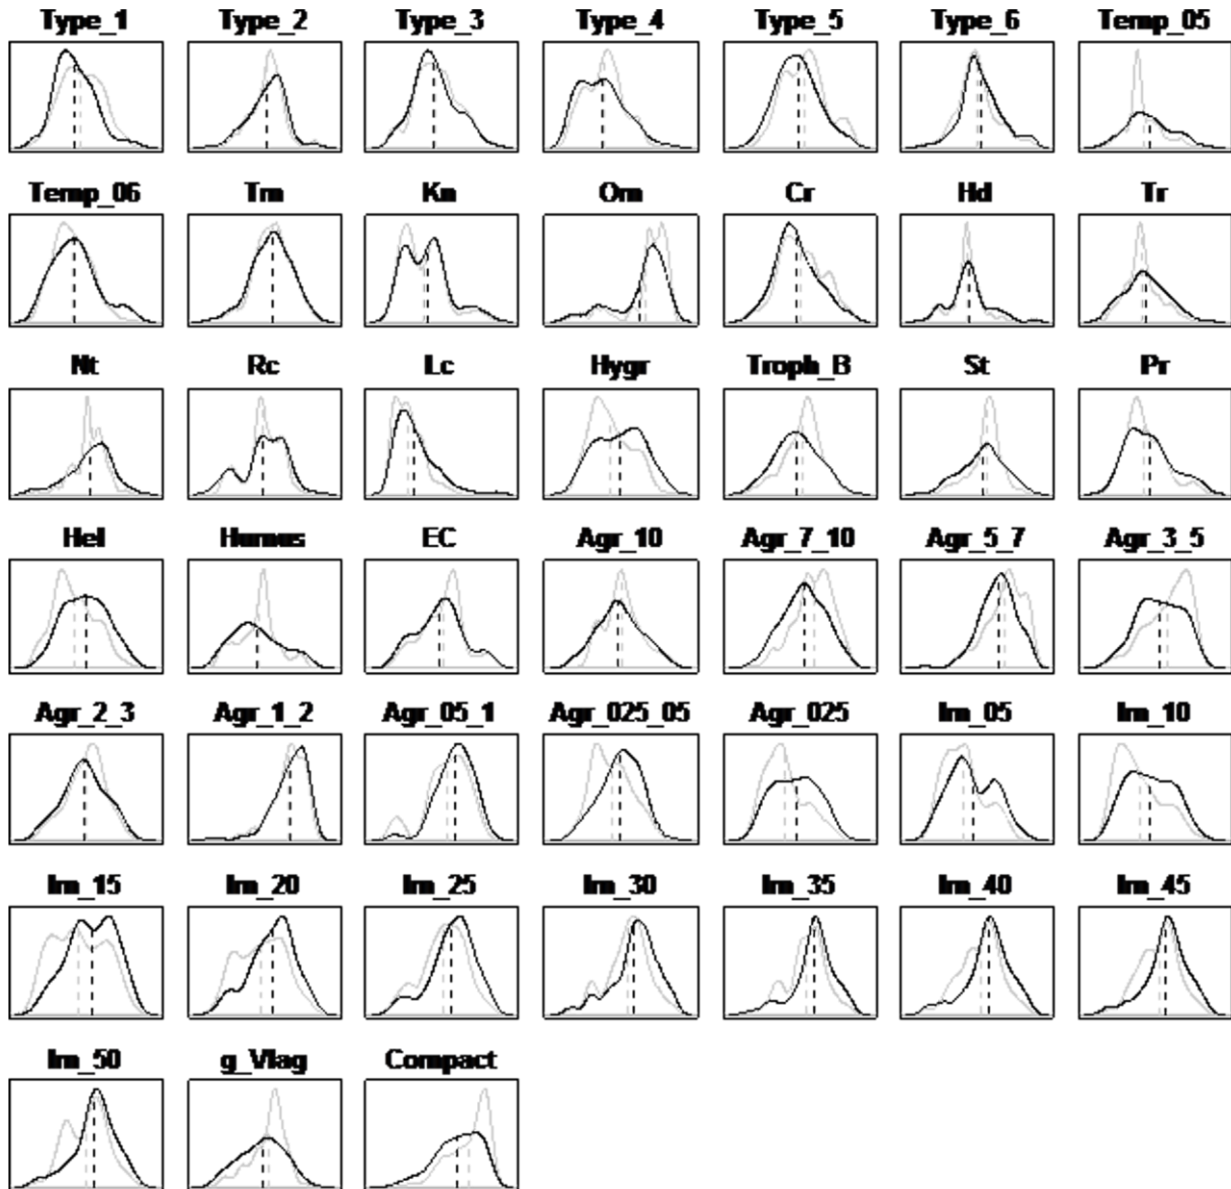 Type_1 Type_2 Type_3 Type_4 Type_5 Type_6 Temp_05
Temp_06 Tm Kn Om Cr Hd Tr
Nt Rc Lc Hygr Troph_B St Pr
Hel Humus EC Agr_10 Agr_7_10 Agr_5_7 Agr_3_5
Agr_2_3 Agr_1_2 Agr_05_1 Agr_025_05 Agr_025 Im_05 Im_10
Im_15 Im_20 Im_25 Im_30 Im_35 Im_40 Im_45
Im_50 g_Vlag Compact